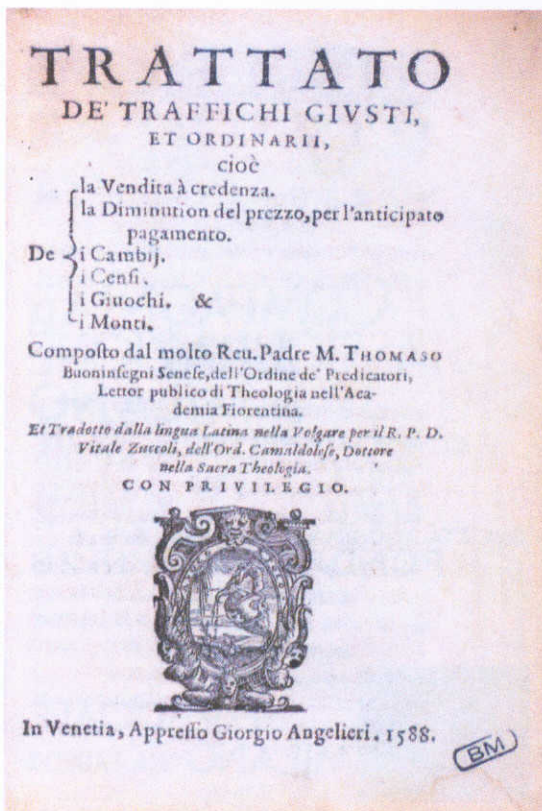 TRATTATO
DE' TRAFFICHI GIVSTI,
ET ORDINARII,
cioè
la Vendita à credenza.
la Diminution del prezzo, per l'anticipato
pagamento.
De i Cambij.
i Censi.
i Giuochi. &
i Monti.
Composto dal molto Reu. Padre M. THOMASO
Buoninsegni Senese, dell'Ordine de' Predicatori,
Lettor publico di Theologia nell'Aca-
demia Fiorentina.
Et Tradotto dalla lingua Latina nella Volgare per il R. P. D.
Vitale Zuccoli, dell'Ord. Camaldolese, Dottore
nella Sacra Theologia.
CON PRIVILEGIO.
In Venetia, Appresso Giorgio Angelieri. 1588.
BM